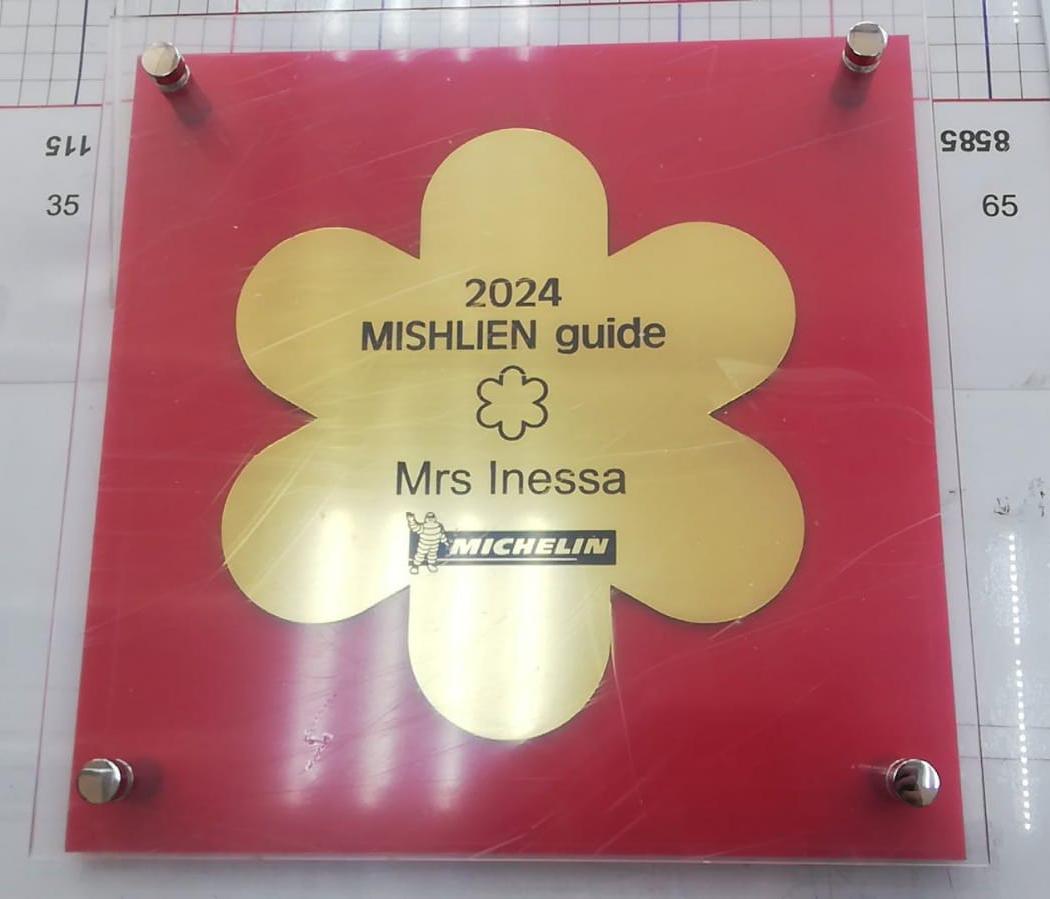 115
8585
35
65
2024
MISHLIEN guide
Mrs Inessa
MICHELIN